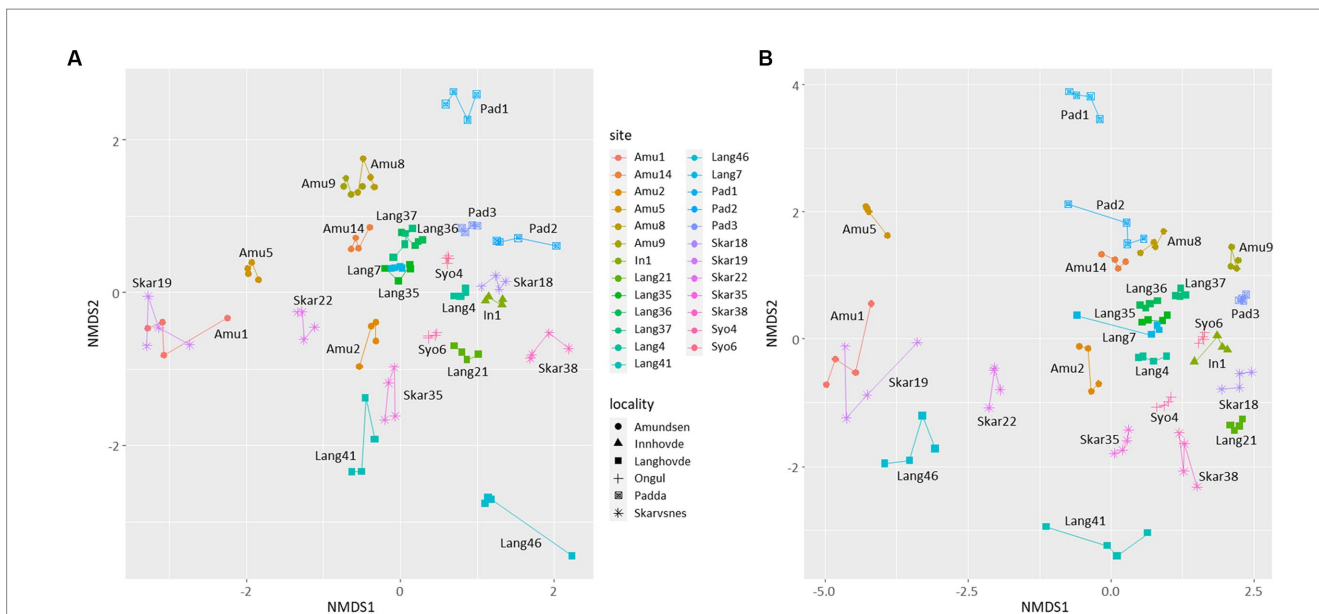 A
Pad1
Amu8
Amu9
Lang37
Pad3
Amu14
Lang36
Pad2
Amu5
Lang7
Syo4
Skar19
Skar18
Lang35
Lang4
Skar22
In1
Amu1
Amu2
Syo6
Lang21
Skar38
Skar35
Lang41
Lang46
2
0
-2
-2
0
2
NMDS1
NMDS2
site
Amu1
Amu14
Amu2
Amu5
Amu8
Amu9
In1
Lang21
Lang35
Lang36
Lang37
Lang4
Lang41
Lang46
Lang7
Pad1
Pad2
Pad3
Skar18
Skar19
Skar22
Skar35
Skar38
Syo4
Syo6
locality
Amundsen
Innhovde
Langhovde
Ongul
Padda
Skarvsnes
B
Pad1
Pad2
Amu5
Amu8
Amu9
Amu14
Lang36
Lang37
Pad3
Amu1
Lang35
Syo6
Lang7
In1
Amu2
Lang4
Skar19
Skar18
Skar22
Syo4
Lang21
Skar35
Lang46
Skar38
Lang41
4
2
0
-2
-5.0
-2.5
0.0
2.5
NMDS1
NMDS2